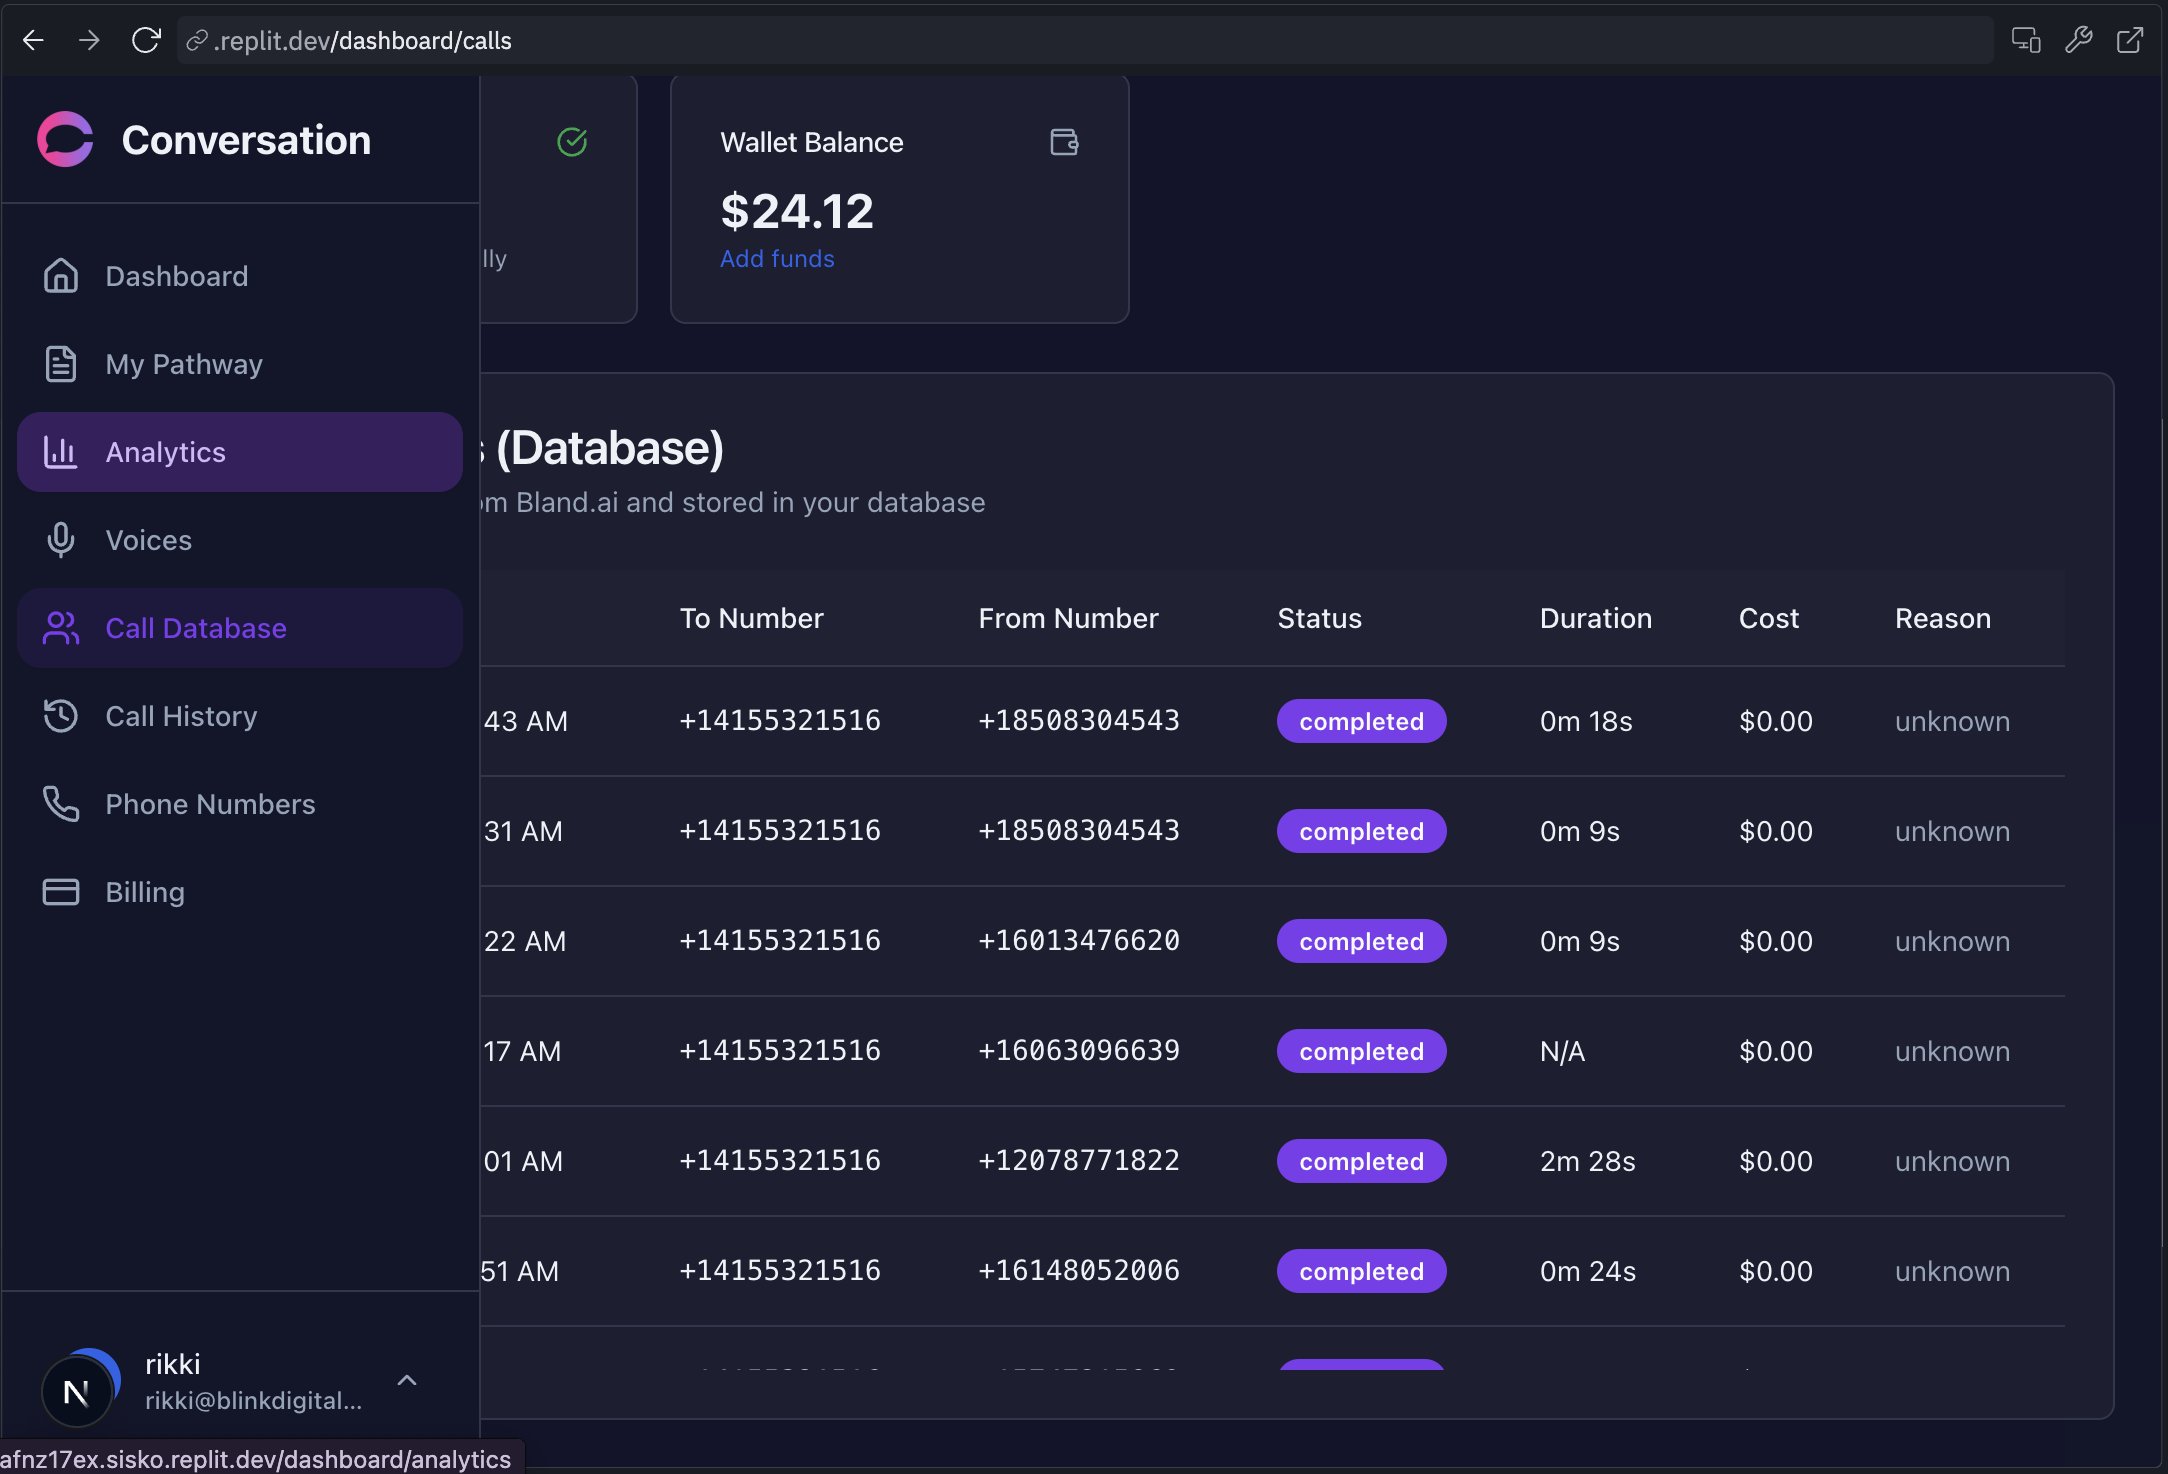 .replit.dev/dashboard/calls
Conversation
Dashboard
My Pathway
Analytics
Voices
Call Database
Call History
Phone Numbers
Billing
rikki
rikki@blinkdigital...
lly
Wallet Balance
$24.12
Add funds
(Database)
Bland.ai and stored in your database
To Number From Number Status Duration Cost Reason
43 AM +14155321516 +18508304543 completed 0m 18s $0.00 unknown
31 AM +14155321516 +18508304543 completed 0m 9s $0.00 unknown
22 AM +14155321516 +16013476620 completed 0m 9s $0.00 unknown
17 AM +14155321516 +16063096639 completed N/A $0.00 unknown
01 AM +14155321516 +12078771822 completed 2m 28s $0.00 unknown
51 AM +14155321516 +16148052006 completed 0m 24s $0.00 unknown
N
afnz17ex.sisko.replit.dev/dashboard/analytics